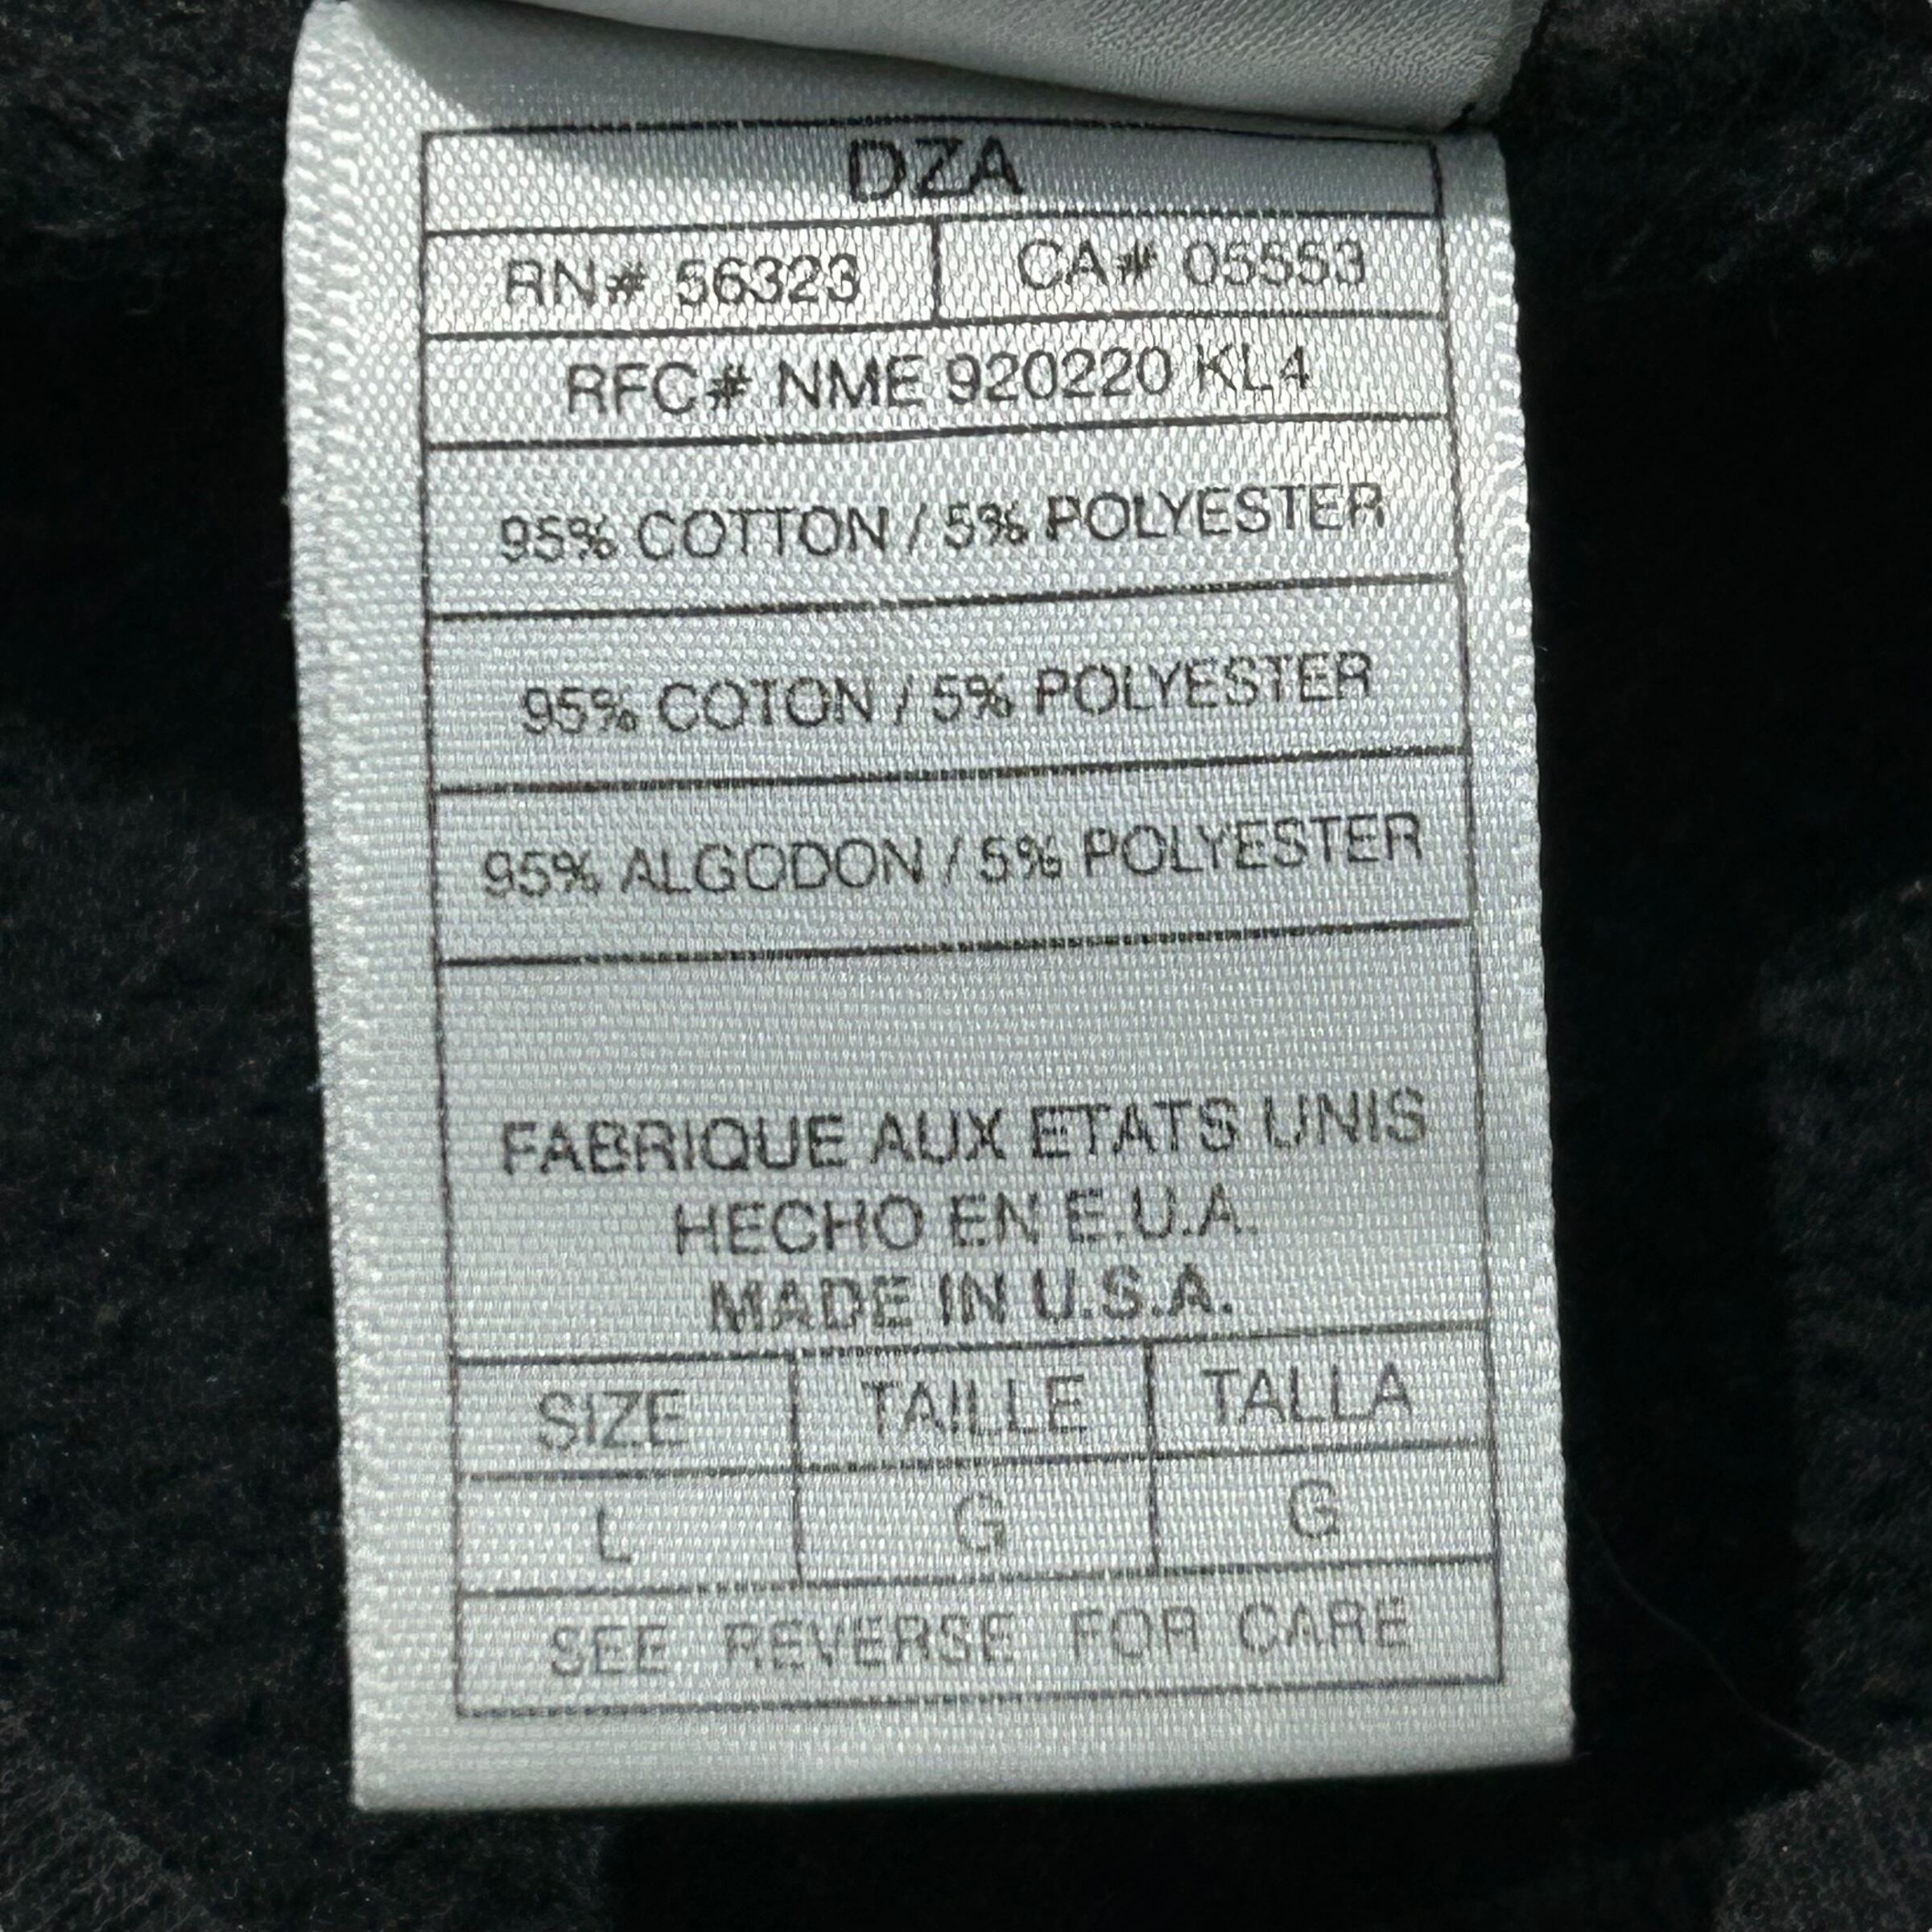 DZA
RN# 56323 CA# 05553
RFC# NME 920220 KL4
95% COTTON / 5% POLYESTER
95% COTON / 5% POLYESTER
95% ALGODON / 5% POLYESTER
FABRIQUE AUX ETATS UNIS
HECHO EN E.U.A.
MADE IN U.S.A.
SIZE TAILLE TALLA
L G G
SEE REVERSE FOR CARE